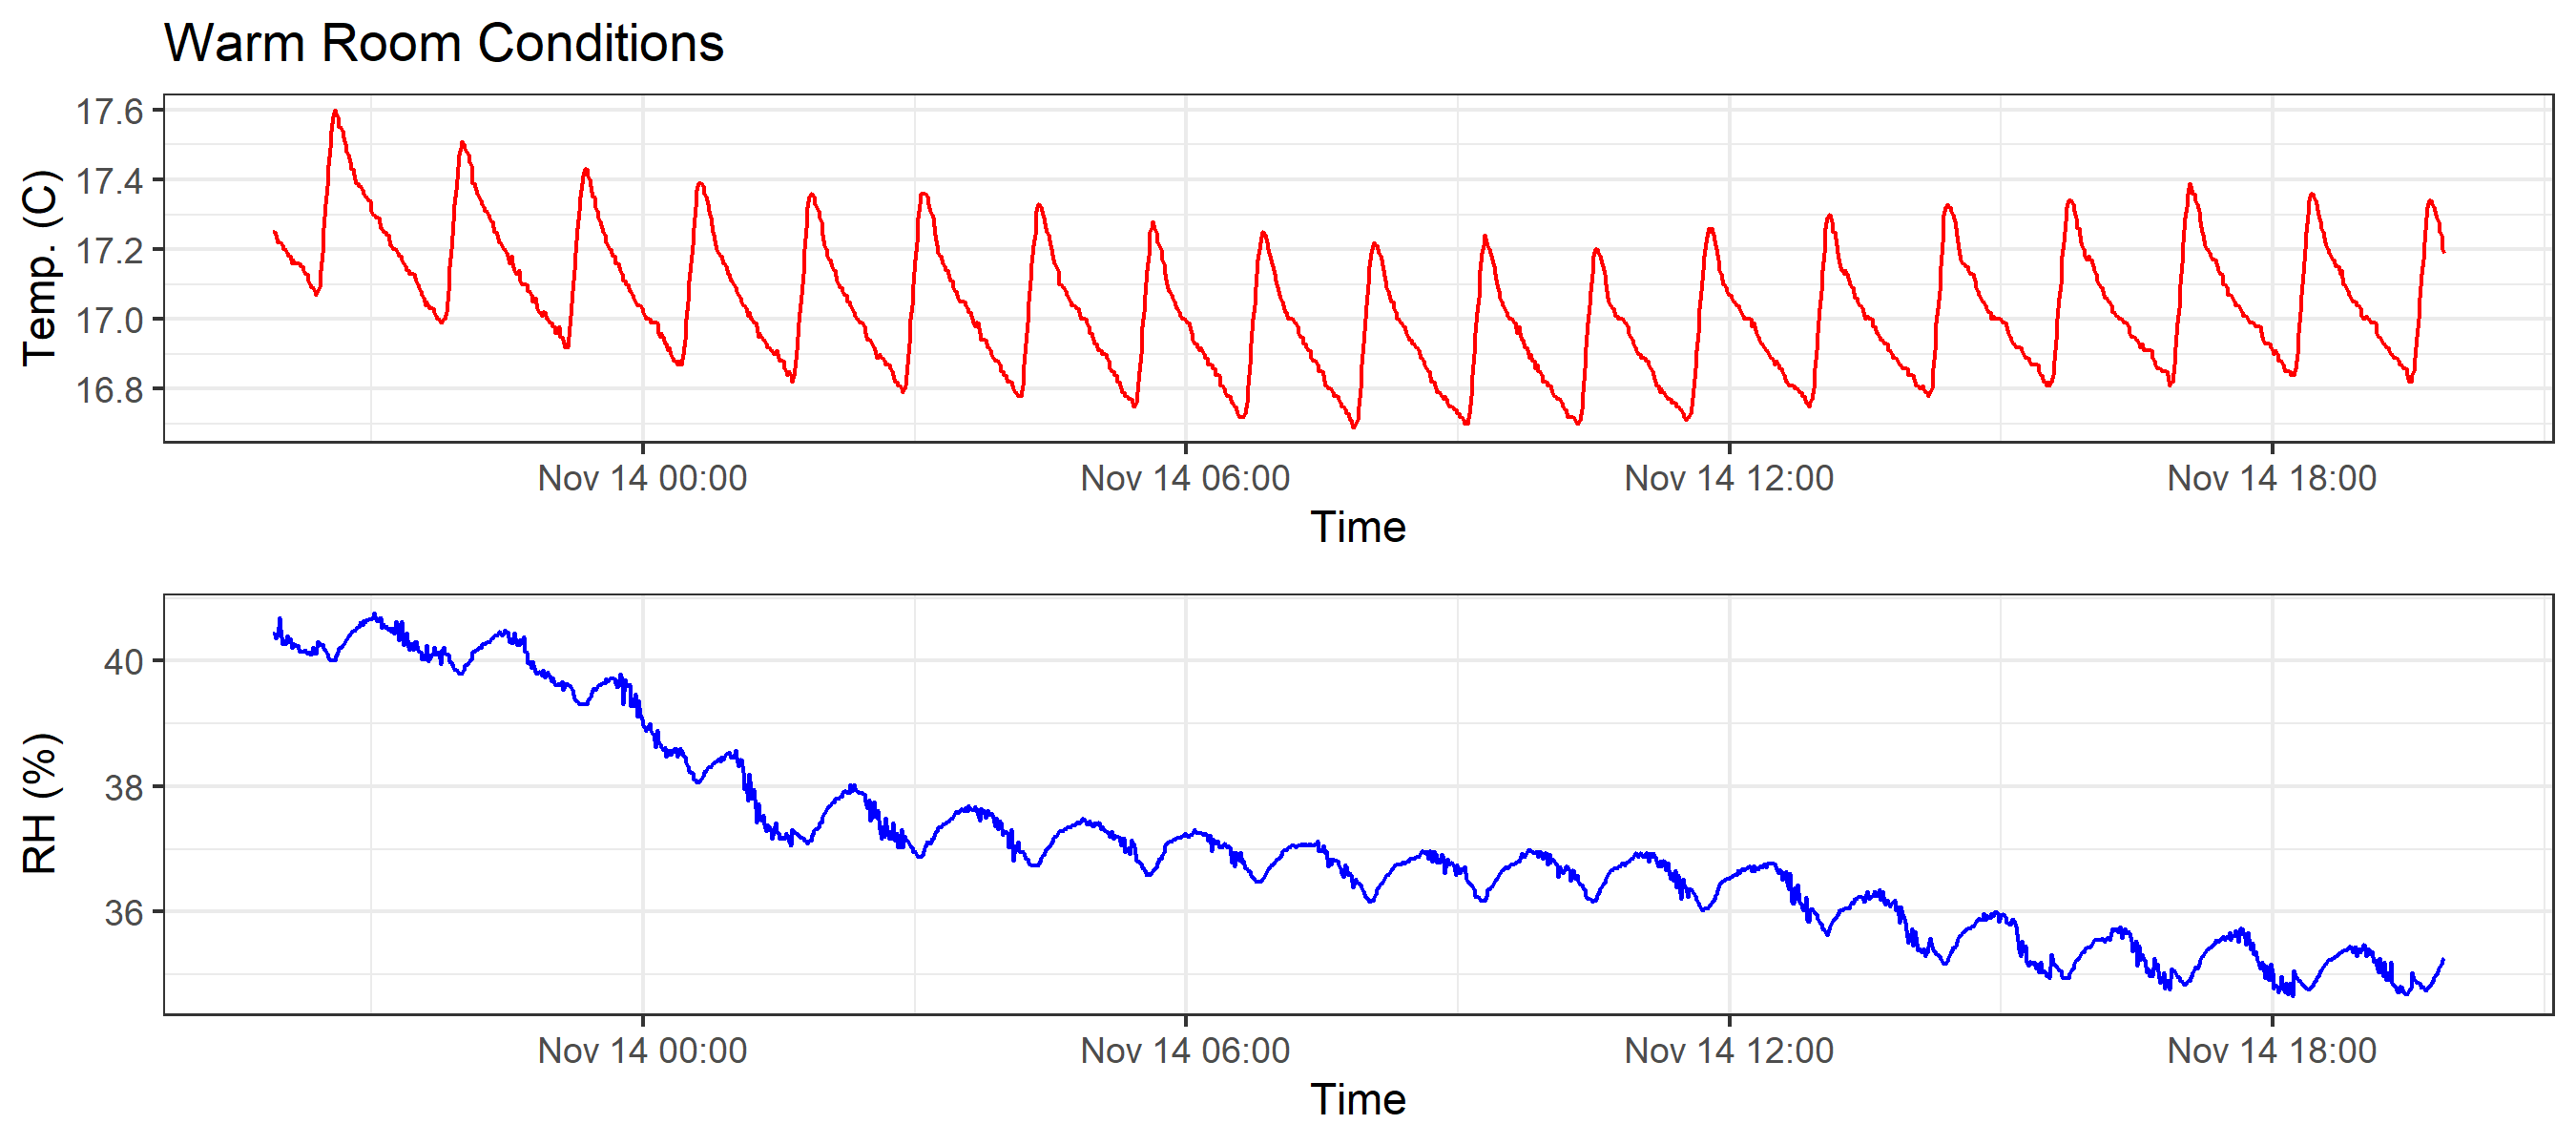 Warm Room Conditions
Temp. (C)
17.6
17.4
17.2
17.0
16.8
Nov 14 00:00 Nov 14 06:00 Nov 14 12:00 Nov 14 18:00
Time
RH (%)
40
38
36
Nov 14 00:00 Nov 14 06:00 Nov 14 12:00 Nov 14 18:00
Time